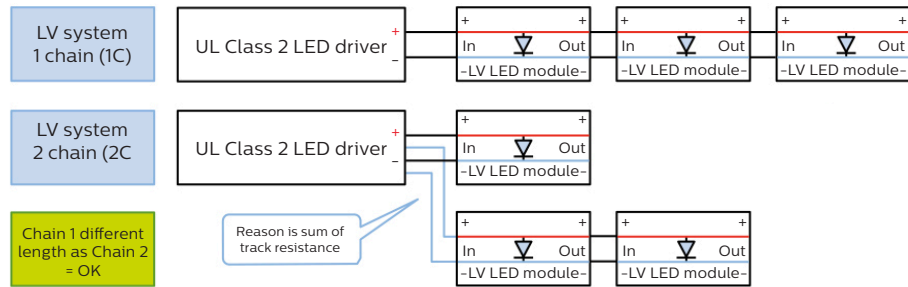 LV system
1 chain (1C)
UL Class 2 LED driver
+
-
+ +
In Out
-LV LED module-
+ +
In Out
-LV LED module-
+ +
In Out
-LV LED module-
LV system
2 chain (2C
UL Class 2 LED driver
+
-
+ +
In Out
-LV LED module-
Chain 1 different
length as Chain 2
= OK
Reason is sum of
track resistance
+ +
In Out
-LV LED module-
+ +
In Out
-LV LED module-